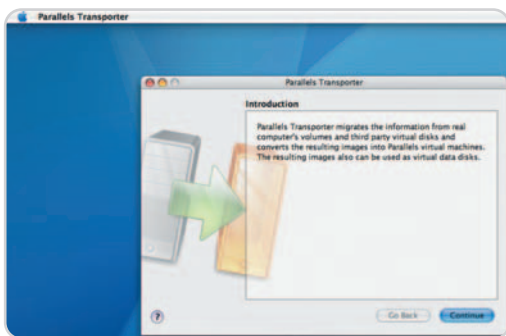 Parallels Transporter
Parallels Transporter
Introduction
Parallels Transporter migrates the information from real
computer's volumes and third party virtual disks and
converts the resulting images into Parallels virtual machines.
The resulting images also can be used as virtual data disks.
?
Go Back
Continue